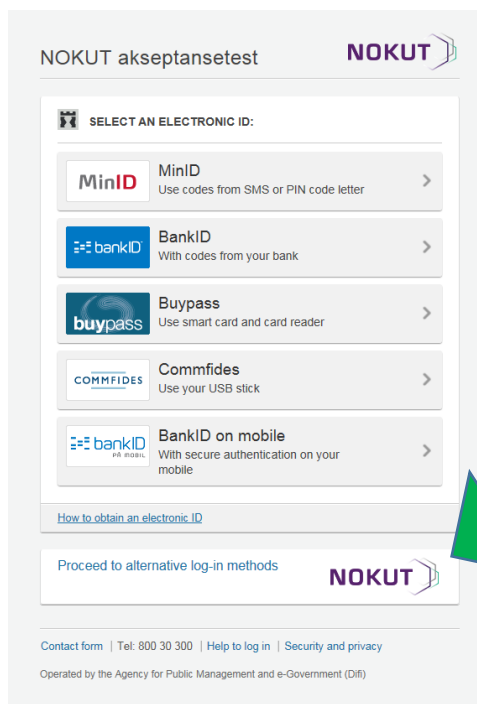 NOKUT akseptansetest
NOKUT
SELECT AN ELECTRONIC ID:
MinID
MinID
Use codes from SMS or PIN code letter
bankID
BankID
With codes from your bank
buypass
Buypass
Use smart card and card reader
COMMFIDES
Commfides
Use your USB stick
bankID
PÅ MOBIL
BankID on mobile
With secure authentication on your
mobile
How to obtain an electronic ID
Proceed to alternative log-in methods
NOKUT
Contact form | Tel: 800 30 300 | Help to log in | Security and privacy
Operated by the Agency for Public Management and e-Government (Difi)